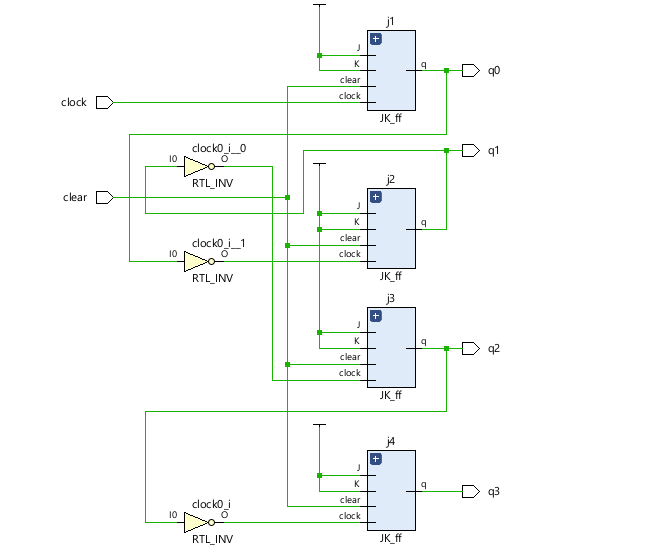 j1
J
K
clear
clock
q
q0
JK_ff
clock
clock0_i__0
I0
O
RTL_INV
q1
clear
j2
J
K
clear
clock
q
JK_ff
clock0_i__1
I0
O
RTL_INV
j3
J
K
clear
clock
q
q2
JK_ff
j4
J
K
clear
clock
q
q3
JK_ff
clock0_i
I0
O
RTL_INV